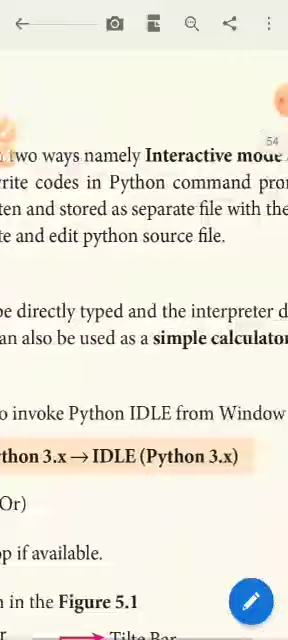 54
two ways namely Interactive mode
rite codes in Python command pro
ten and stored as separate file with the
te and edit python source file.
be directly typed and the interpreter d
an also be used as a simple calculator
o invoke Python IDLE from Window
thon 3.x → IDLE (Python 3.x)
Or)
op if available.
n in the Figure 5.1
r
Tilte Bar